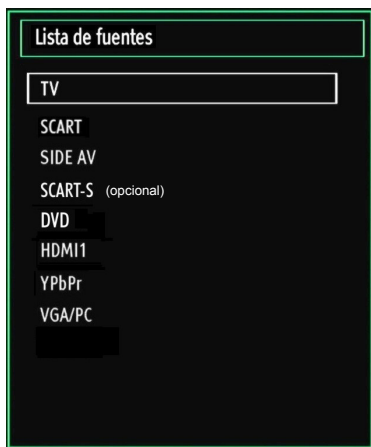 Lista de fuentes
TV
SCART
SIDE AV
SCART-S (opcional)
DVD
HDMI1
YPbPr
VGA/PC